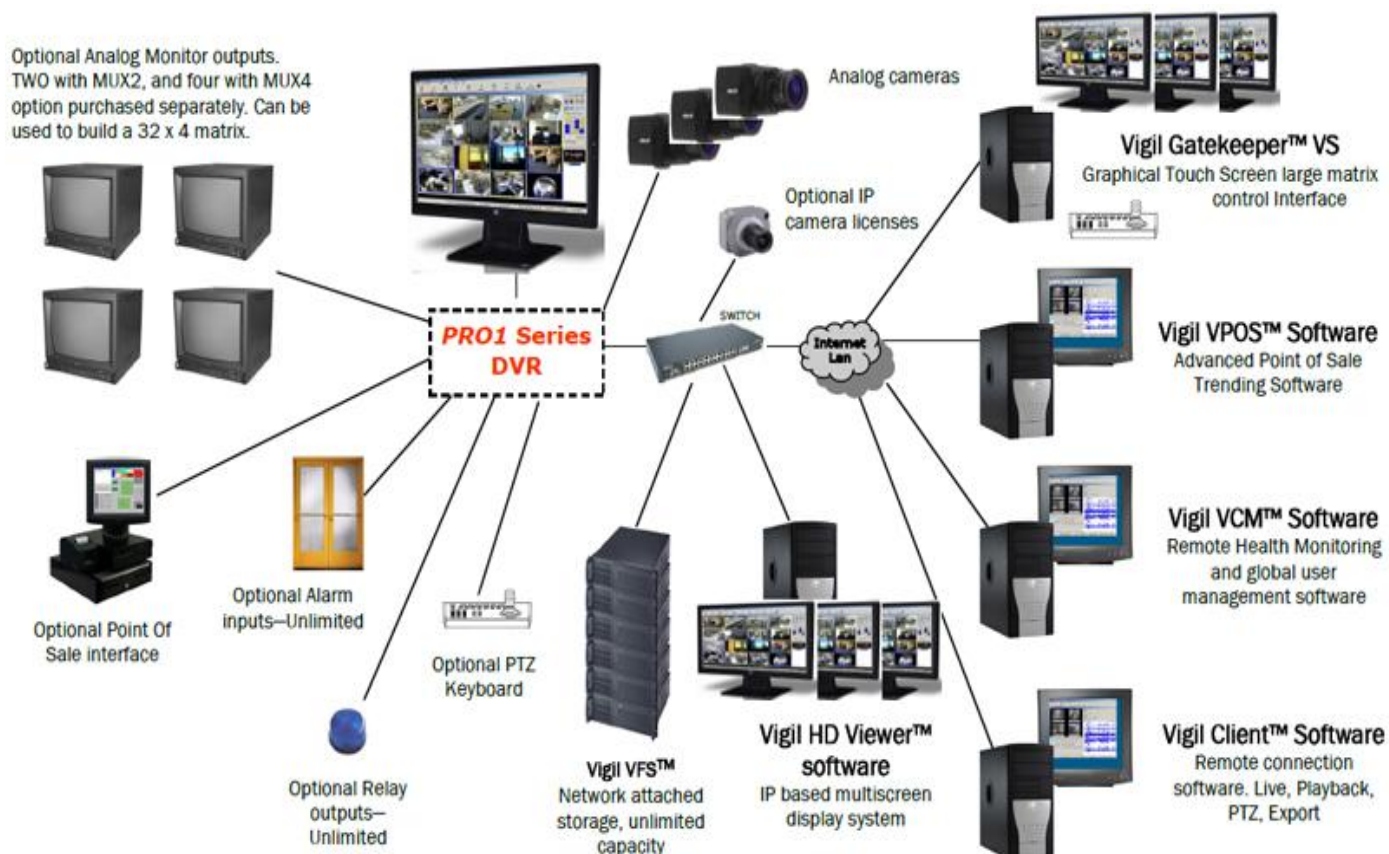 Optional Analog Monitor outputs.
TWO with MUX2, and four with MUX4
option purchased separately. Can be
used to build a 32 x 4 matrix.
Analog cameras
Optional IP
camera licenses
Vigil Gatekeeper™ VS
Graphical Touch Screen large matrix
control Interface
PRO1 Series
DVR
SWITCH
Internet
Lan
Vigil VPOS™ Software
Advanced Point of Sale
Trending Software
Optional Point Of
Sale interface
Optional Alarm
inputs—Unlimited
Optional PTZ
Keyboard
Optional Relay
outputs—
Unlimited
Vigil VFS™
Network attached
storage, unlimited
capacity
Vigil HD Viewer™
software
IP based multiscreen
display system
Vigil VCM™ Software
Remote Health Monitoring
and global user
management software
Vigil Client™ Software
Remote connection
software. Live, Playback,
PTZ, Export